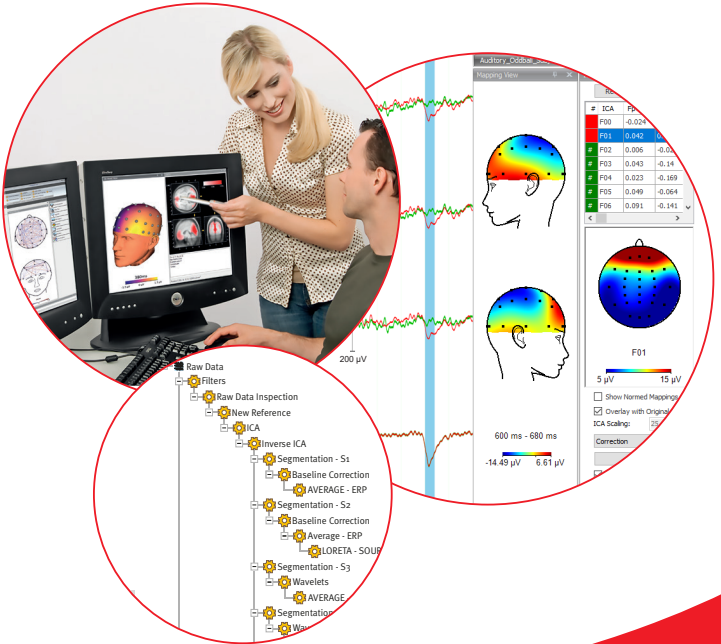 Auditory_Oddball_
Mapping View
# ICA
F00 -0.024
F01 0.042
# F02 0.006
# F03 0.043 -0.14
# F04 0.023 -0.169
# F05 0.049 -0.064
# F06 0.091 -0.141
F01
5 µV 15 µV
Show Normed Mappings
Overlay with Original
ICA Scaling:
Correction
200 µV
600 ms - 680 ms
-14.49 µV 6.61 µV
Raw Data
Filters
Raw Data Inspection
New Reference
ICA
Inverse ICA
Segmentation - S1
Baseline Correction
AVERAGE - ERP
Segmentation - S2
Baseline Correction
Average - ERP
LORETA - SOUR
Segmentation - S3
Wavelets
AVERAGE
Segmentation